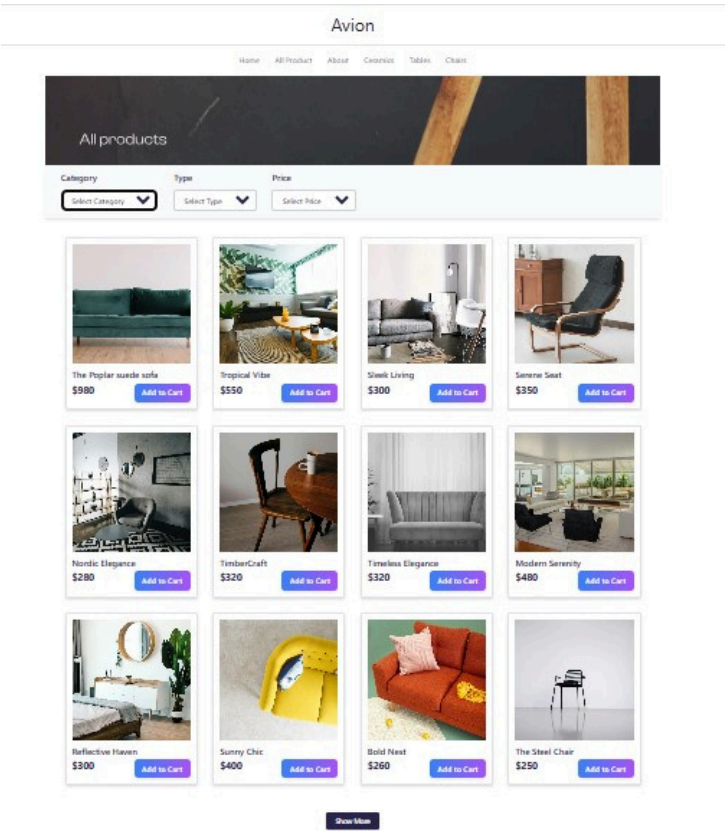 Avion
Home All Product About Ceremics Tables Chairs
All products
Category Type Price
Select Category Select Type Select Price
The Poplar suede sofa
$980 Add to Cart
Tropical Vibe
$550 Add to Cart
Sleek Living
$300 Add to Cart
Serene Seat
$350 Add to Cart
Nordic Elegance
$280 Add to Cart
TimberCraft
$320 Add to Cart
Timeless Elegance
$320 Add to Cart
Modern Serenity
$480 Add to Cart
Reflective Haven
$300 Add to Cart
Sunny Chic
$400 Add to Cart
Bold Nest
$260 Add to Cart
The Steel Chair
$250 Add to Cart
Show More